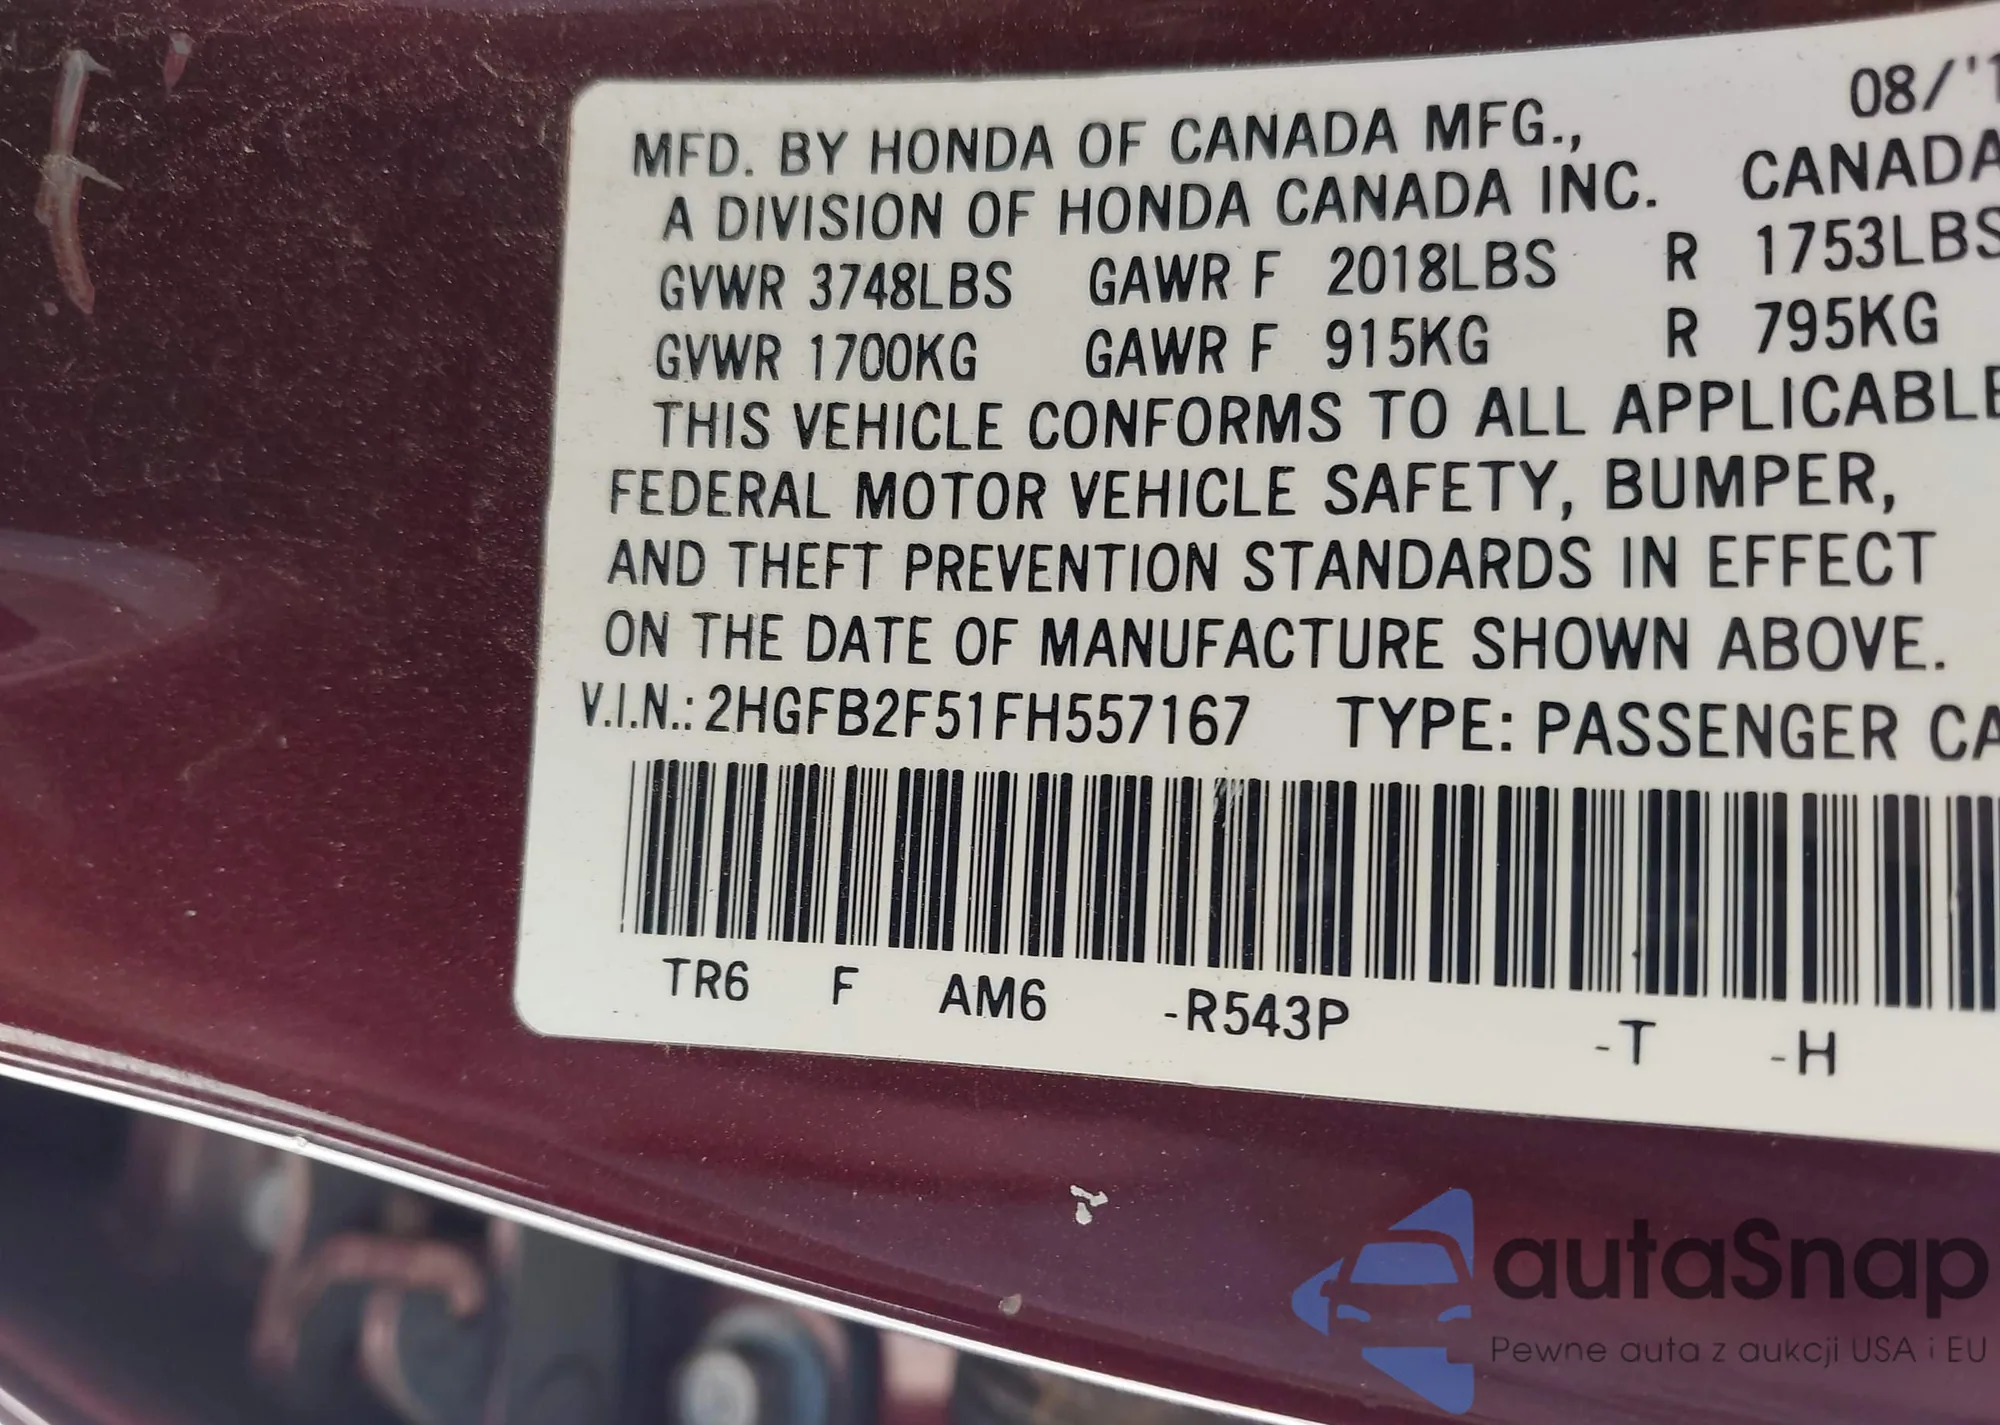 08/'1
MFD. BY HONDA OF CANADA MFG.,
A DIVISION OF HONDA CANADA INC. CANADA
GVWR 3748LBS GAWR F 2018LBS R 1753LBS
GVWR 1700KG GAWR F 915KG R 795KG
THIS VEHICLE CONFORMS TO ALL APPLICABLE
FEDERAL MOTOR VEHICLE SAFETY, BUMPER,
AND THEFT PREVENTION STANDARDS IN EFFECT
ON THE DATE OF MANUFACTURE SHOWN ABOVE.
V.I.N.: 2HGFB2F51FH557167 TYPE: PASSENGER CA
TR6 F AM6 -R543P -T -H
autaSnap
Pewne auta z aukcji USA i EU